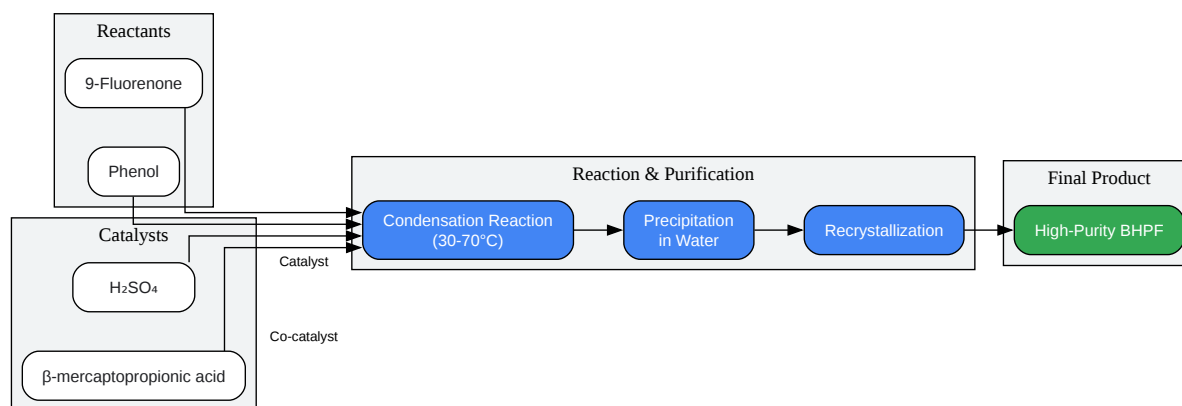 Reactants
9-Fluorenone
Phenol
Catalysts
H₂SO₄
β-mercaptopropionic acid
Catalyst
Co-catalyst
Reaction & Purification
Condensation Reaction
(30-70°C)
Precipitation
in Water
Recrystallization
Final Product
High-Purity BHPF